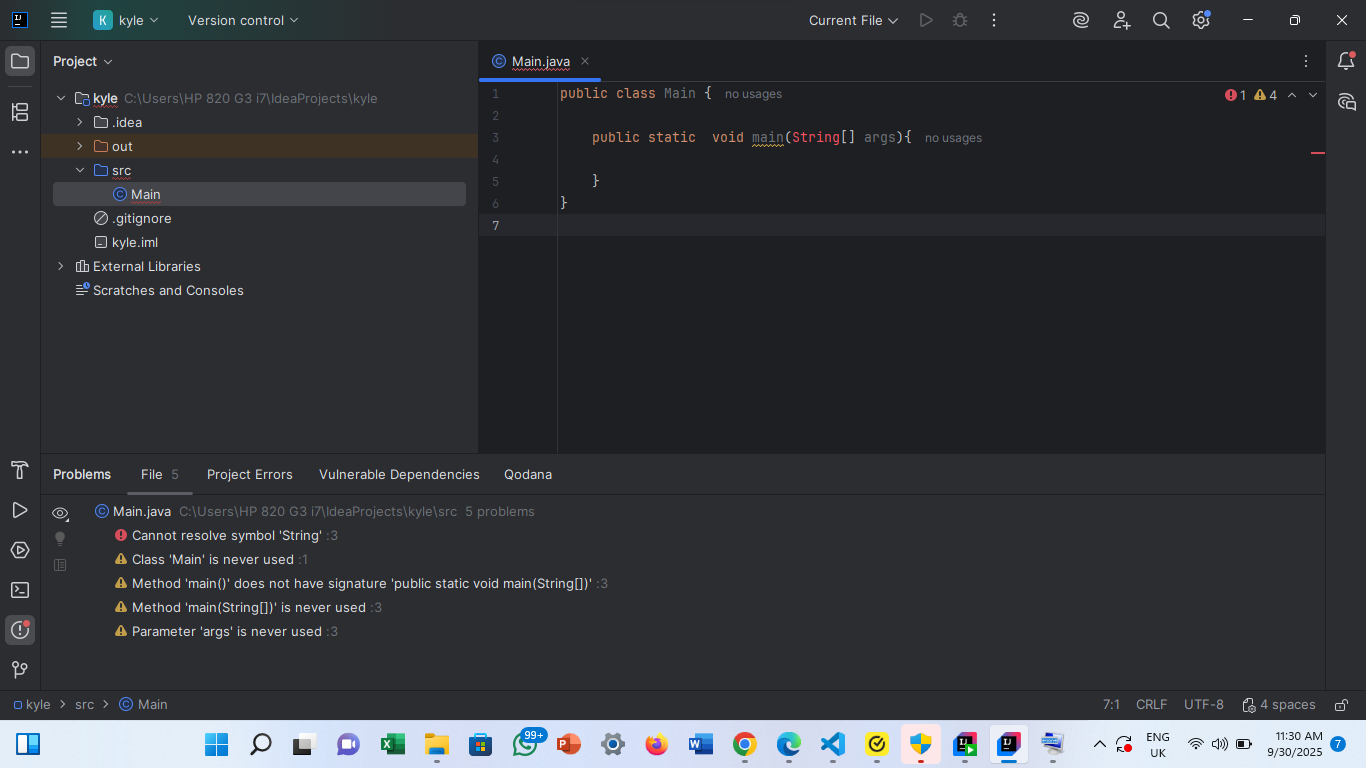 K kyle Version control Current File
Project
Main.java
kyle C:\Users\HP 820 G3 i7\IdeaProjects\kyle
.idea
out
src
Main
.gitignore
kyle.iml
External Libraries
Scratches and Consoles
1 public class Main { no usages
1 4
2
3 public static  void main(String[] args){ no usages
4
5 }
6 }
7
Problems File 5 Project Errors Vulnerable Dependencies Qodana
Main.java C:\Users\HP 820 G3 i7\IdeaProjects\kyle\src 5 problems
Cannot resolve symbol 'String' :3
Class 'Main' is never used :1
Method 'main()' does not have signature 'public static void main(String[])' :3
Method 'main(String[])' is never used :3
Parameter 'args' is never used :3
kyle src Main 7:1 CRLF UTF-8 4 spaces
99+
ENG
UK
11:30 AM
9/30/2025
7